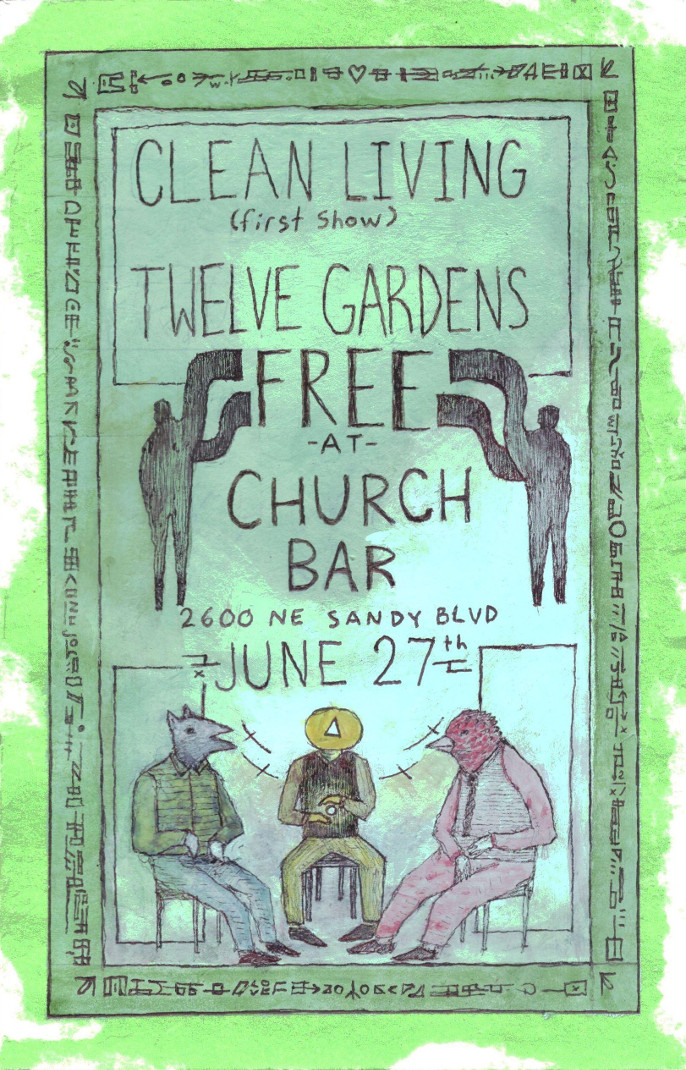 CLEAN LIVING
(first Show)
TWELVE GARDENS
FREE
-AT-
CHURCH
BAR
2600 NE SANDY BLVD
JUNE 27th